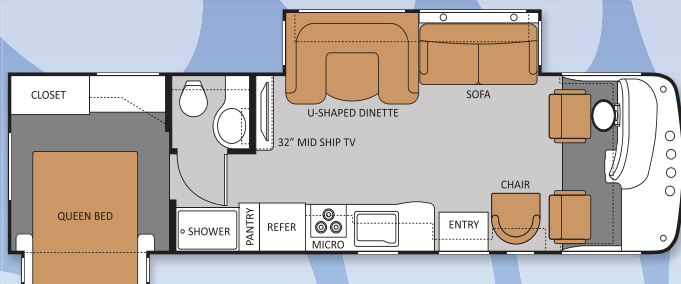 CLOSET
U-SHAPED DINETTE
SOFA
32” MID SHIP TV
QUEEN BED
CHAIR
SHOWER
PANTRY
REFER
MICRO
ENTRY